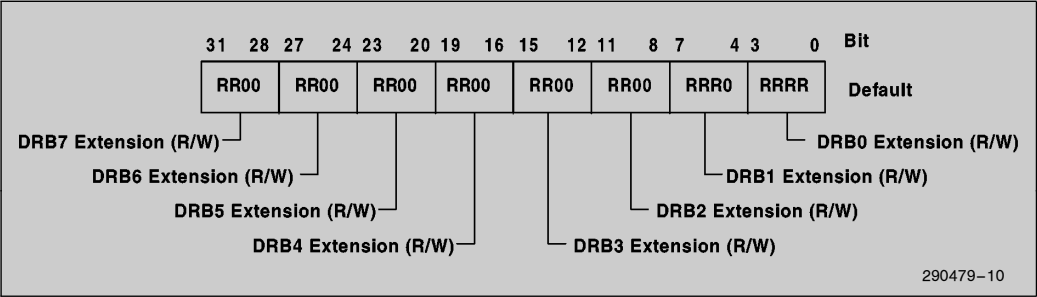 31 28 27 24 23 20 19 16 15 12 11 8 7 4 3 0 Bit
RR00 RR00 RR00 RR00 RR00 RR00 RRR0 RRRR Default
DRB7 Extension (R/W) DRB0 Extension (R/W)
DRB6 Extension (R/W) DRB1 Extension (R/W)
DRB5 Extension (R/W) DRB2 Extension (R/W)
DRB4 Extension (R/W) DRB3 Extension (R/W)
290479–10